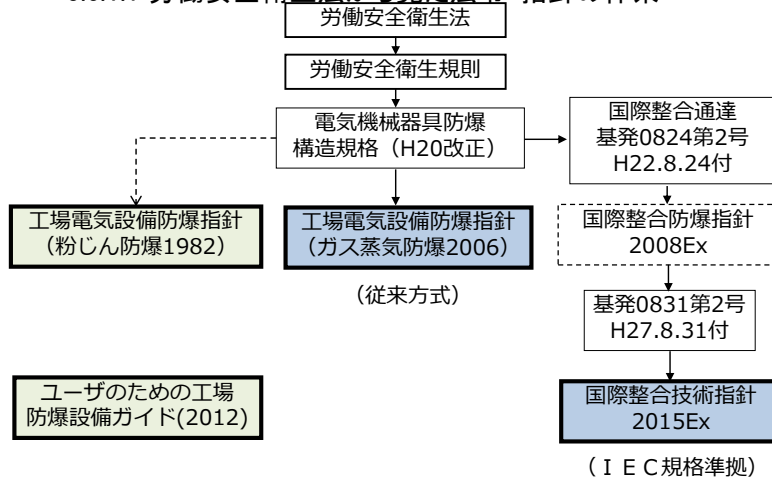 労働安全衛生法
労働安全衛生規則
電気機械器具防爆
構造規格（H20改正）
国際整合通達
基発0824第2号
H22.8.24付
工場電気設備防爆指針
（粉じん防爆1982）
工場電気設備防爆指針
（ガス蒸気防爆2006）
（従来方式）
国際整合防爆指針
2008Ex
基発0831第2号
H27.8.31付
ユーザのための工場
防爆設備ガイド(2012)
国際整合技術指針
2015Ex
（ＩＥＣ規格準拠）